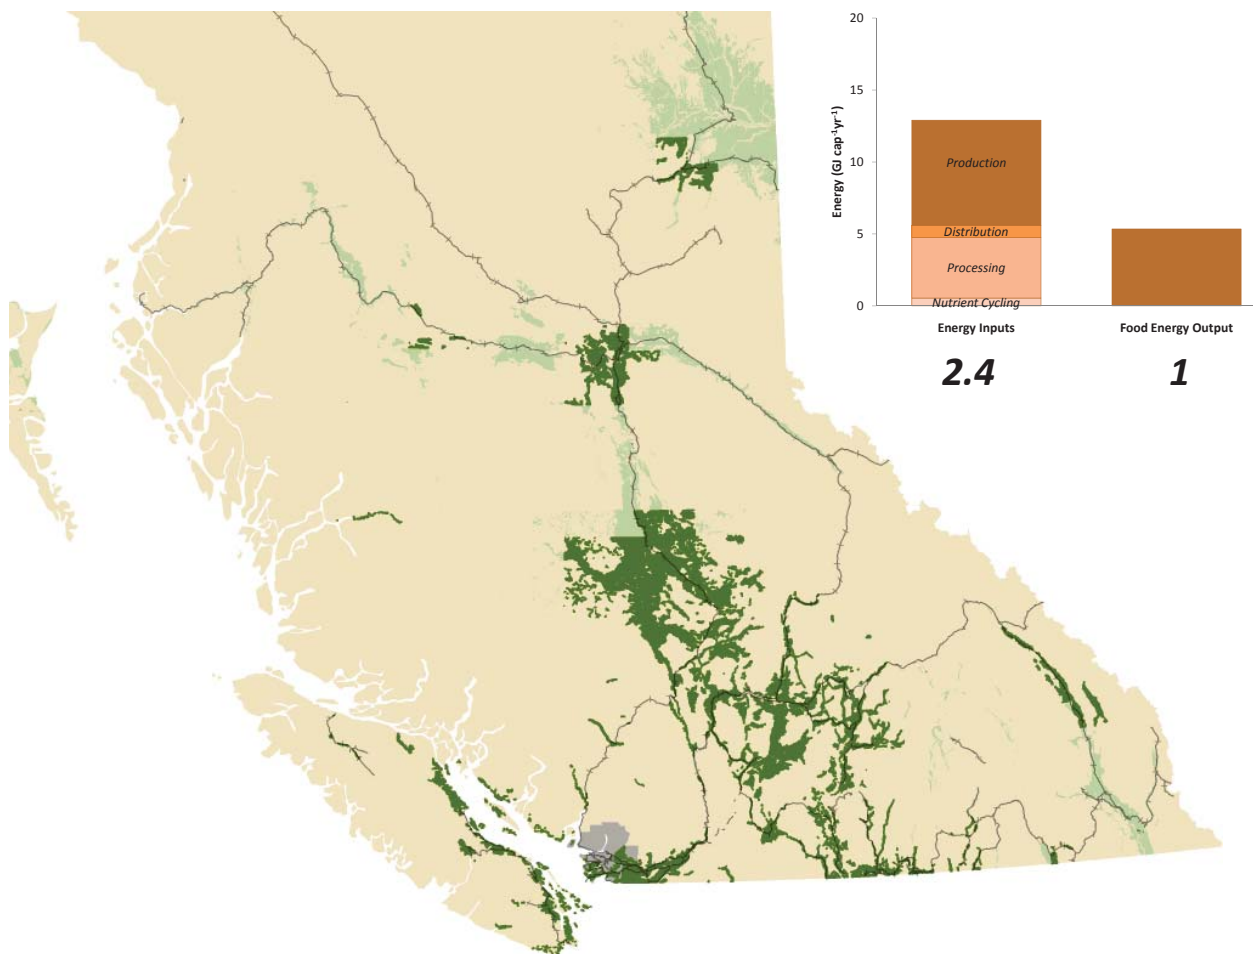 20
15
10
5
0
Energy (GJ cap⁻¹yr⁻¹)
Production
Distribution
Processing
Nutrient Cycling
Energy Inputs
Food Energy Output
2.4
1